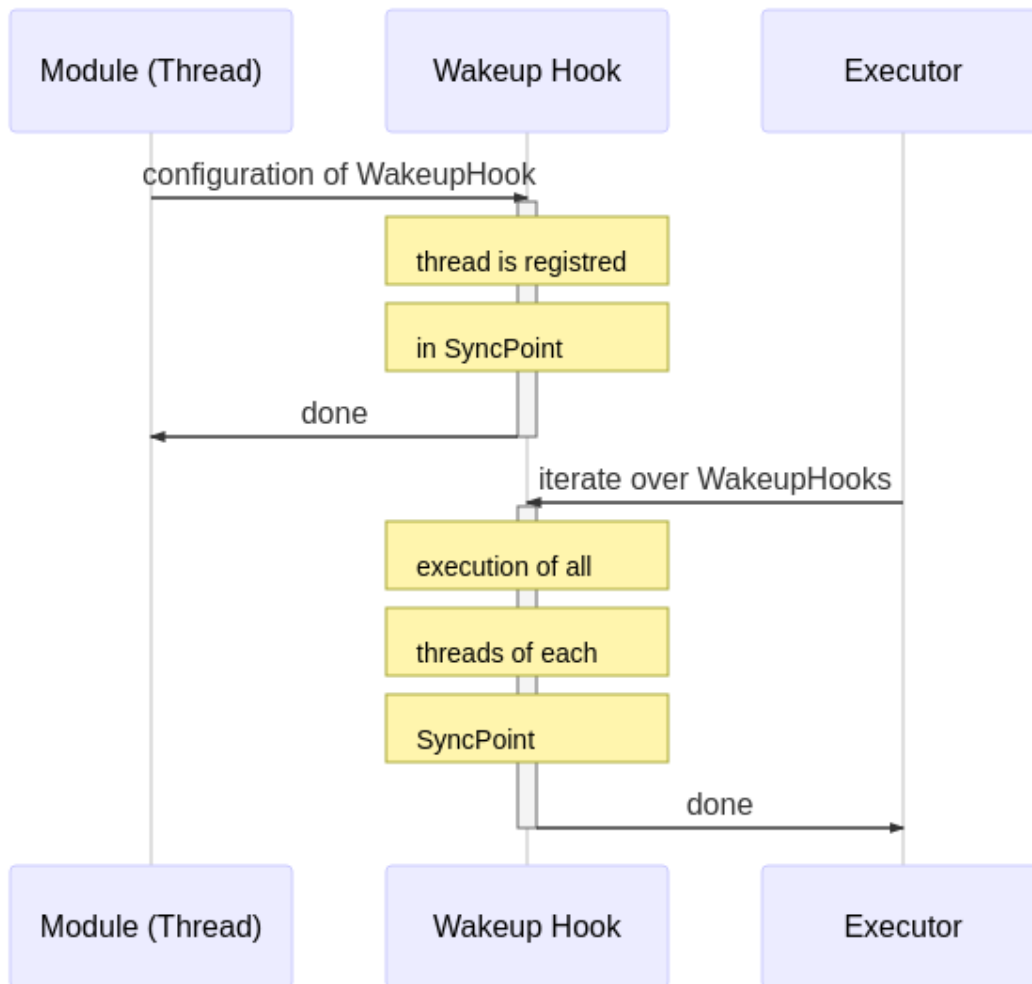 Module (Thread)
Wakeup Hook
Executor
configuration of WakeupHook
thread is registred
in SyncPoint
done
iterate over WakeupHooks
execution of all
threads of each
SyncPoint
done
Module (Thread)
Wakeup Hook
Executor